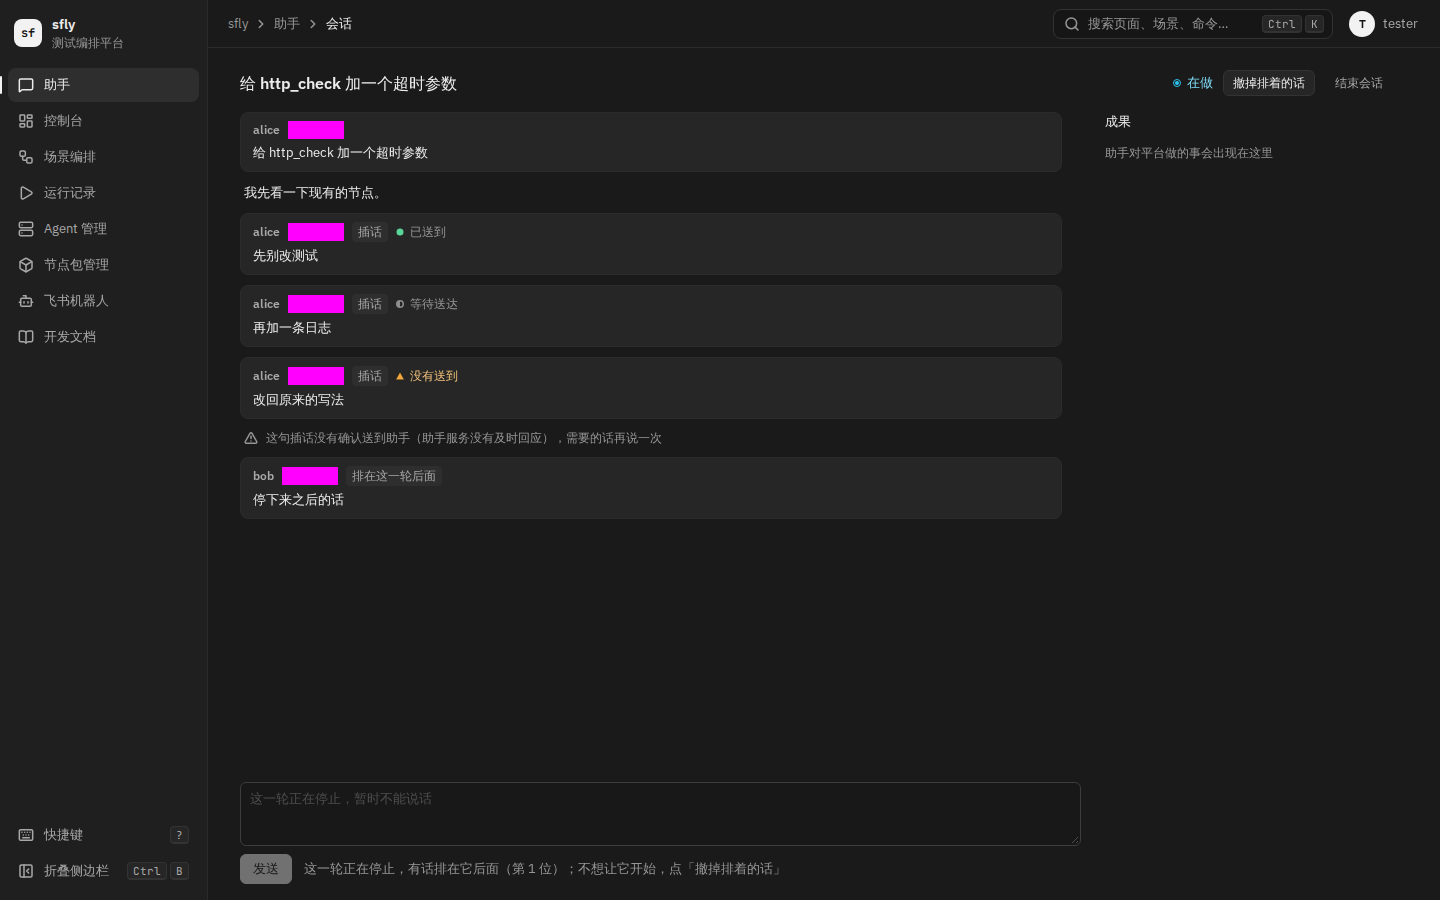 sf
sfly
测试编排平台
助手
控制台
场景编排
运行记录
Agent 管理
节点包管理
飞书机器人
开发文档
快捷键 ?
折叠侧边栏 Ctrl B
sfly > 助手 > 会话
搜索页面、场景、命令... Ctrl K
T tester
给 http_check 加一个超时参数
在做 撤掉排着的话 结束会话
alice
给 http_check 加一个超时参数
我先看一下现有的节点。
alice 插话 已送到
先别改测试
alice 插话 等待送达
再加一条日志
alice 插话 没有送到
改回原来的写法
这句插话没有确认送到助手（助手服务没有及时回应），需要的话再说一次
bob 排在这一轮后面
停下来之后的话
成果
助手对平台做的事会出现在这里
这一轮正在停止，暂时不能说话
发送 这一轮正在停止，有话排在它后面（第 1 位）；不想让它开始，点「撤掉排着的话」